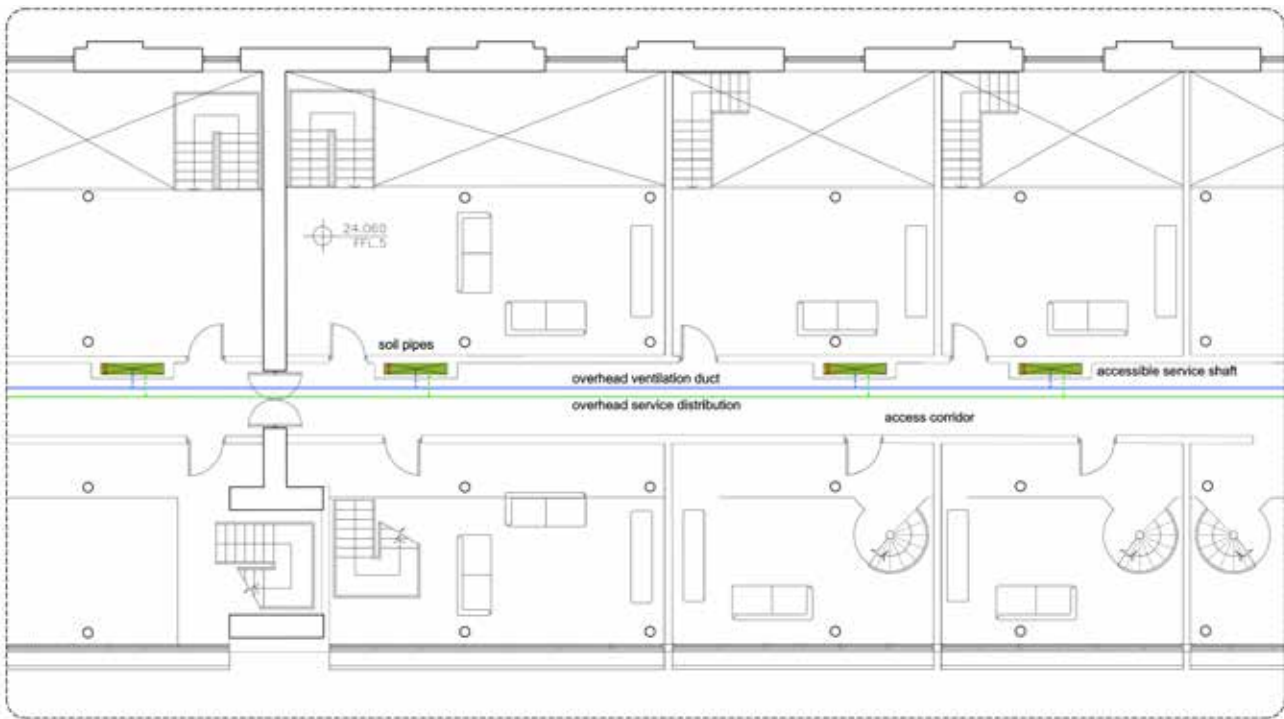 24.060
FFL.5
soil pipes
overhead ventilation duct
accessible service shaft
overhead service distribution
access corridor